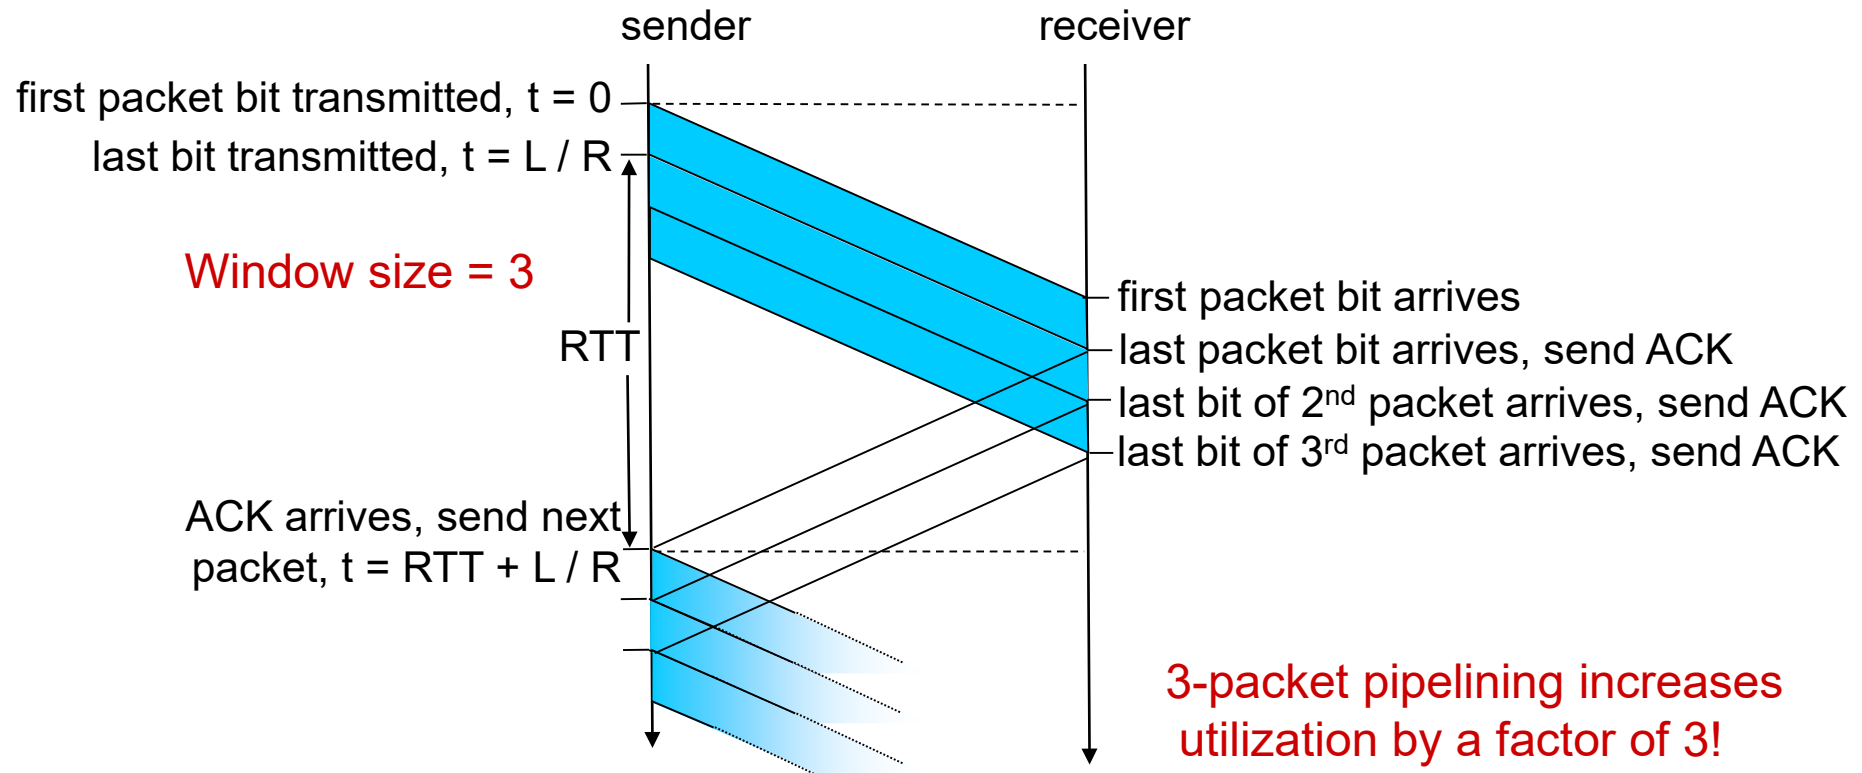 sender
receiver
first packet bit transmitted, t = 0
last bit transmitted, t = L / R
Window size = 3
first packet bit arrives
RTT
last packet bit arrives, send ACK
last bit of 2nd packet arrives, send ACK
last bit of 3rd packet arrives, send ACK
ACK arrives, send next
packet, t = RTT + L / R
3-packet pipelining increases
utilization by a factor of 3!